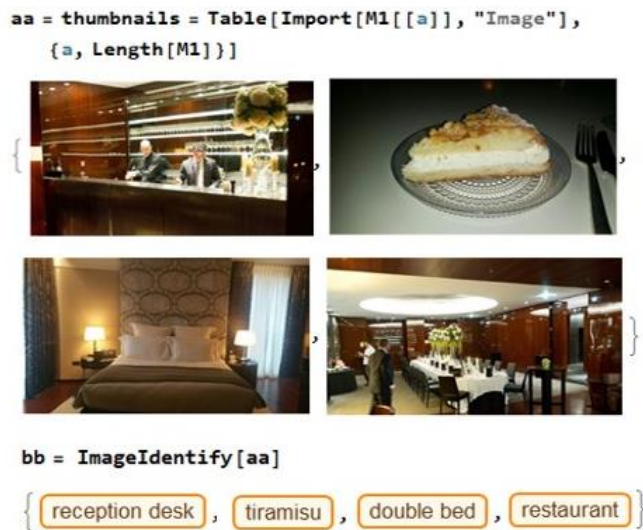 aa = thumbnails = Table[Import[M1[[a]], "Image"],
{a, Length[M1]}]
{ , ,
, }
bb = ImageIdentify[aa]
{ reception desk , tiramisu , double bed , restaurant }